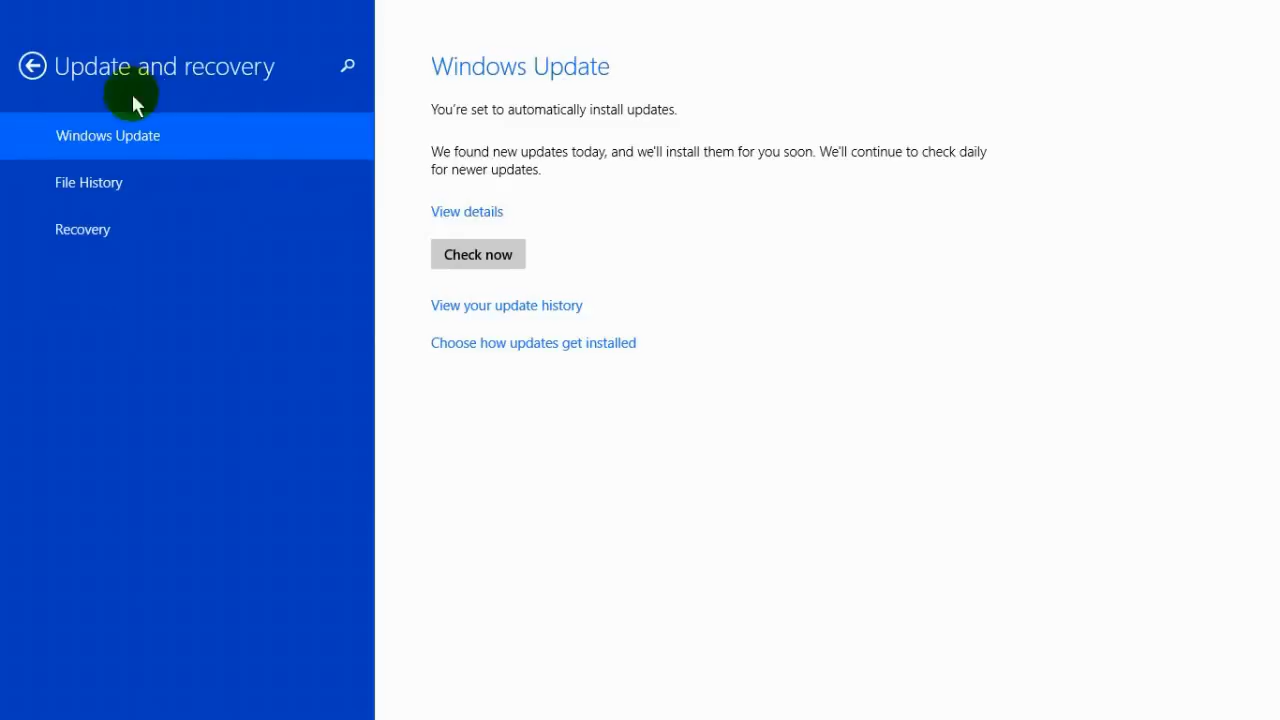 Update and recovery
Windows Update
File History
Recovery
Windows Update
You're set to automatically install updates.
We found new updates today, and we'll install them for you soon. We'll continue to check daily
for newer updates.
View details
Check now
View your update history
Choose how updates get installed